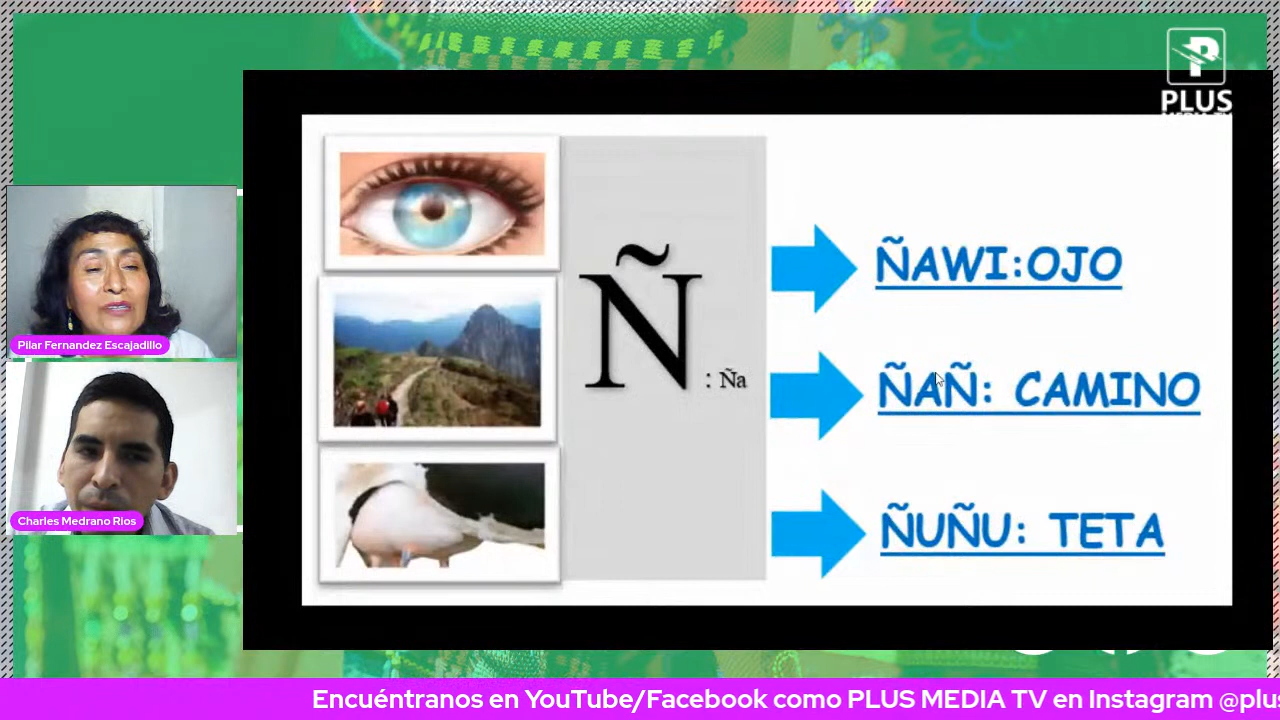 PLUS
Ñ
: Ña
ÑAWI:OJO
ÑAÑ: CAMINO
ÑUÑU: TETA
Pilar Fernandez Escajadillo
Charles Medrano Rios
Encuéntranos en YouTube/Facebook como PLUS MEDIA TV en Instagram @plus